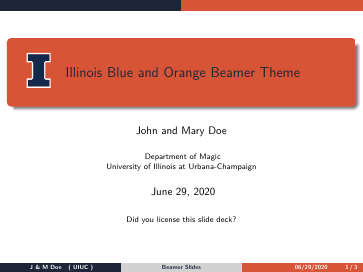 Illinois Blue and Orange Beamer Theme
John and Mary Doe
Department of Magic
University of Illinois at Urbana-Champaign
June 29, 2020
Did you license this slide deck?
J & M Doe ( UIUC ) Beamer Slides 06/29/2020 1 / 3